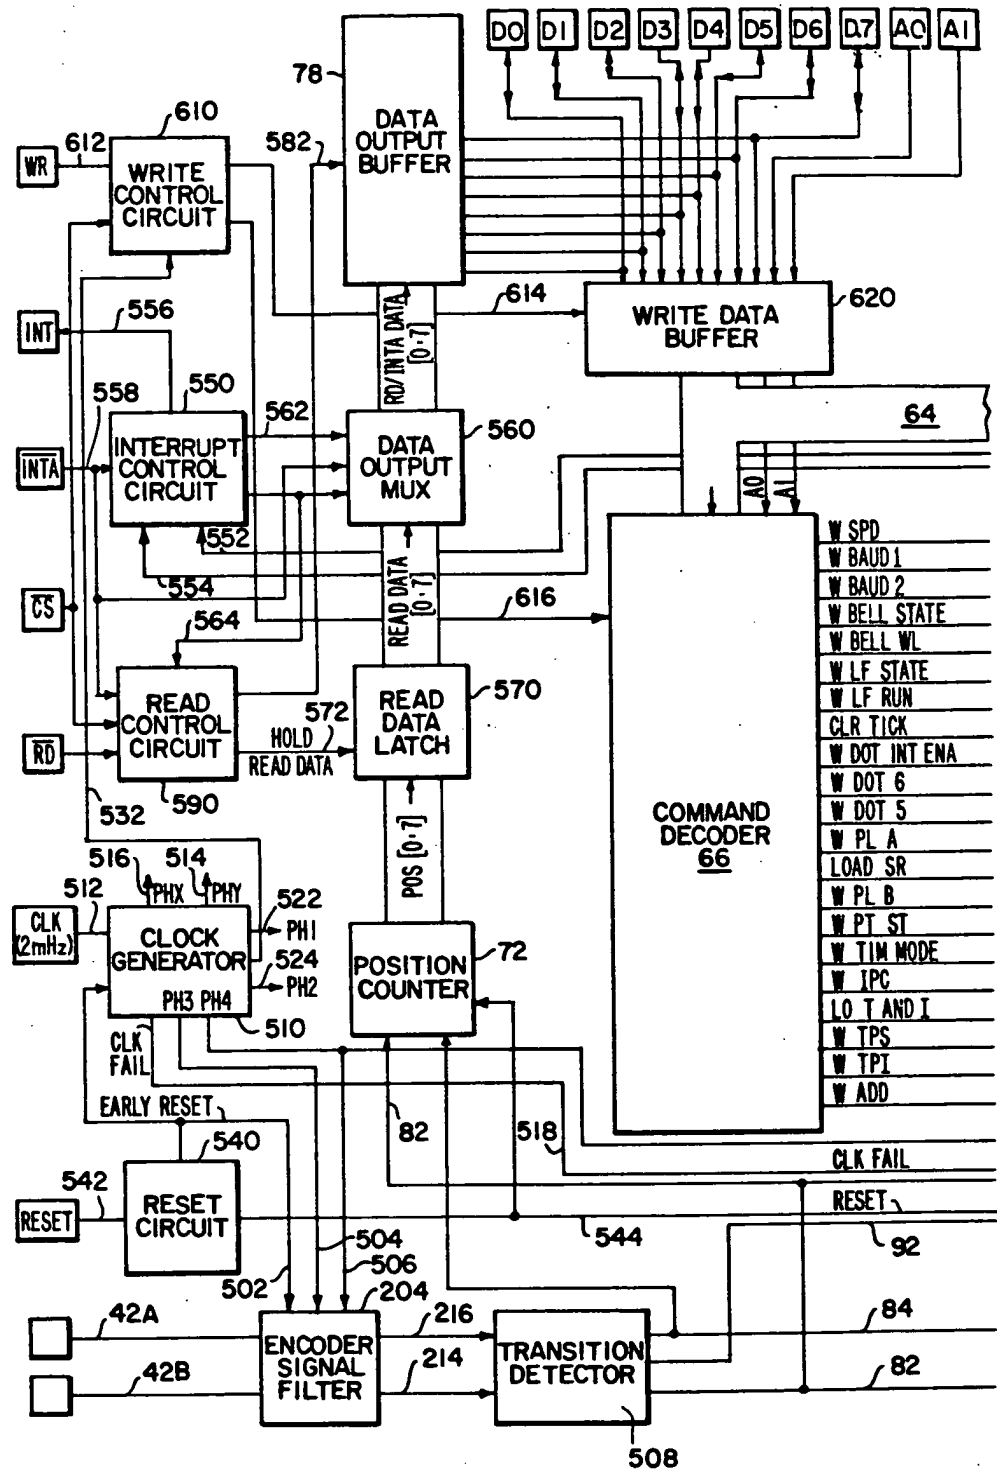 D0 D1 D2 D3 D4 D5 D6 D7 A0 A1
78
610
612
WR
WRITE
CONTROL
CIRCUIT
582
DATA
OUTPUT
BUFFER
614
WRITE DATA
BUFFER
620
INT
556
RD/INTA DATA
[0:7]
64
558
550
562
INTA
INTERRUPT
CONTROL
CIRCUIT
DATA
OUTPUT
MUX
560
A0
A1
552
554
READ DATA
[0:7]
CS
564
616
READ
CONTROL
CIRCUIT
572
HOLD
READ DATA
READ
DATA
LATCH
570
RD
590
532
POS [0:7]
COMMAND
DECODER
66
W SPD
W BAUD 1
W BAUD 2
W BELL STATE
W BELL WL
W LF STATE
W LF RUN
CLR TICK
W DOT INT ENA
W DOT 6
W DOT 5
W PL A
LOAD SR
W PL B
W PT ST
W TIM MODE
W IPC
LO T AND I
W TPS
W TPI
W ADD
516
514
PHX
PHY
512
522
CLK
(2mHz)
CLOCK
GENERATOR
PH1
524
PH2
PH3 PH4
510
POSITION
COUNTER
72
CLK
FAIL
EARLY RESET
82
518
CLK FAIL
540
542
RESET
RESET
CIRCUIT
RESET
544
92
504
506
502
204
42A
216
84
ENCODER
SIGNAL
FILTER
TRANSITION
DETECTOR
42B
214
82
508